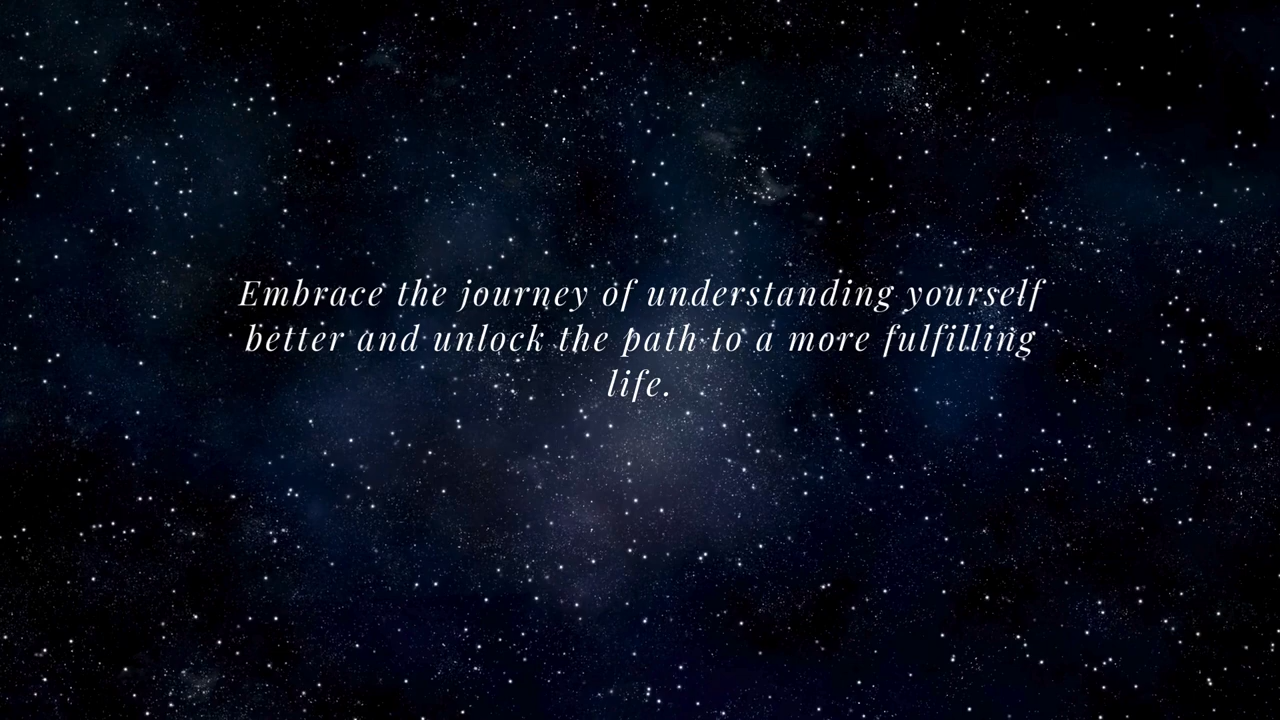 Embrace the journey of understanding yourself
better and unlock the path to a more fulfilling
life.